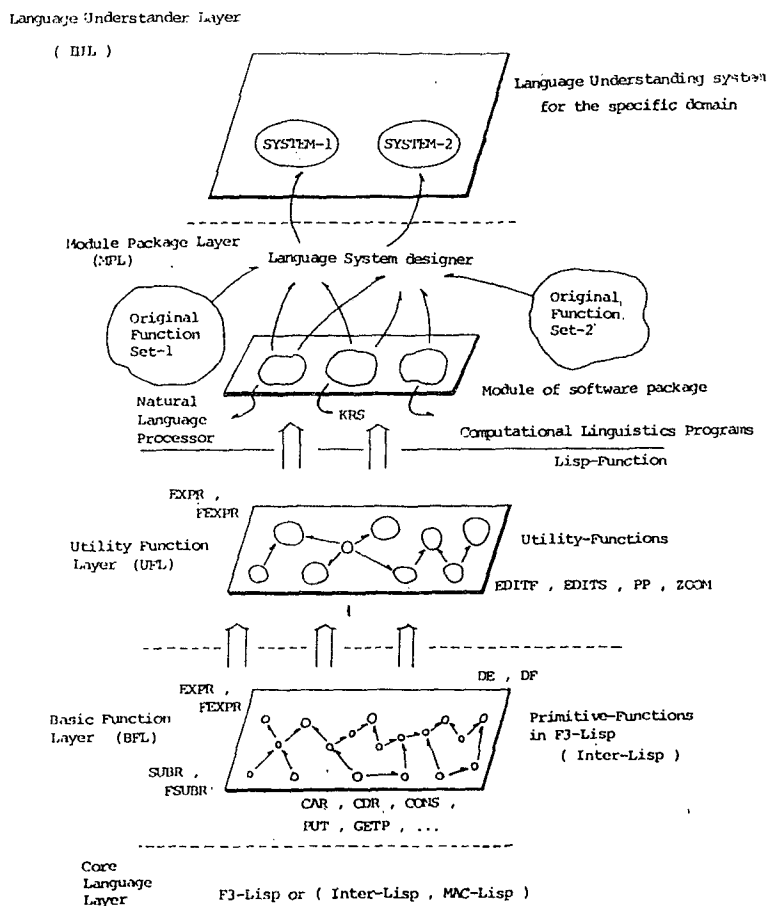 Language Understander Layer
Language Understanding system
for the specific domain
SYSTEM-1
SYSTEM-2
Module Package Layer
(MPL)
Language System designer
Original
Function
Set-1
Original
Function
Set-2
Natural
Language
Processor
KRS
Module of software package
Computational Linguistics Programs
Lisp-Function
EXPR ,
FEXPR
Utility Function
Layer (UFL)
Utility-Functions
EDITF , EDITS , PP , ZOOM
DE , DF
EXPR ,
FEXPR
Basic Function
Layer (BFL)
Primitive-Functions
in F3-Lisp
( Inter-Lisp )
SUBR ,
FSUBR
CAR , CDR , CONS ,
PUT , GETP , ...
Core
Language
Layer
F3-Lisp or ( Inter-Lisp , MAC-Lisp )